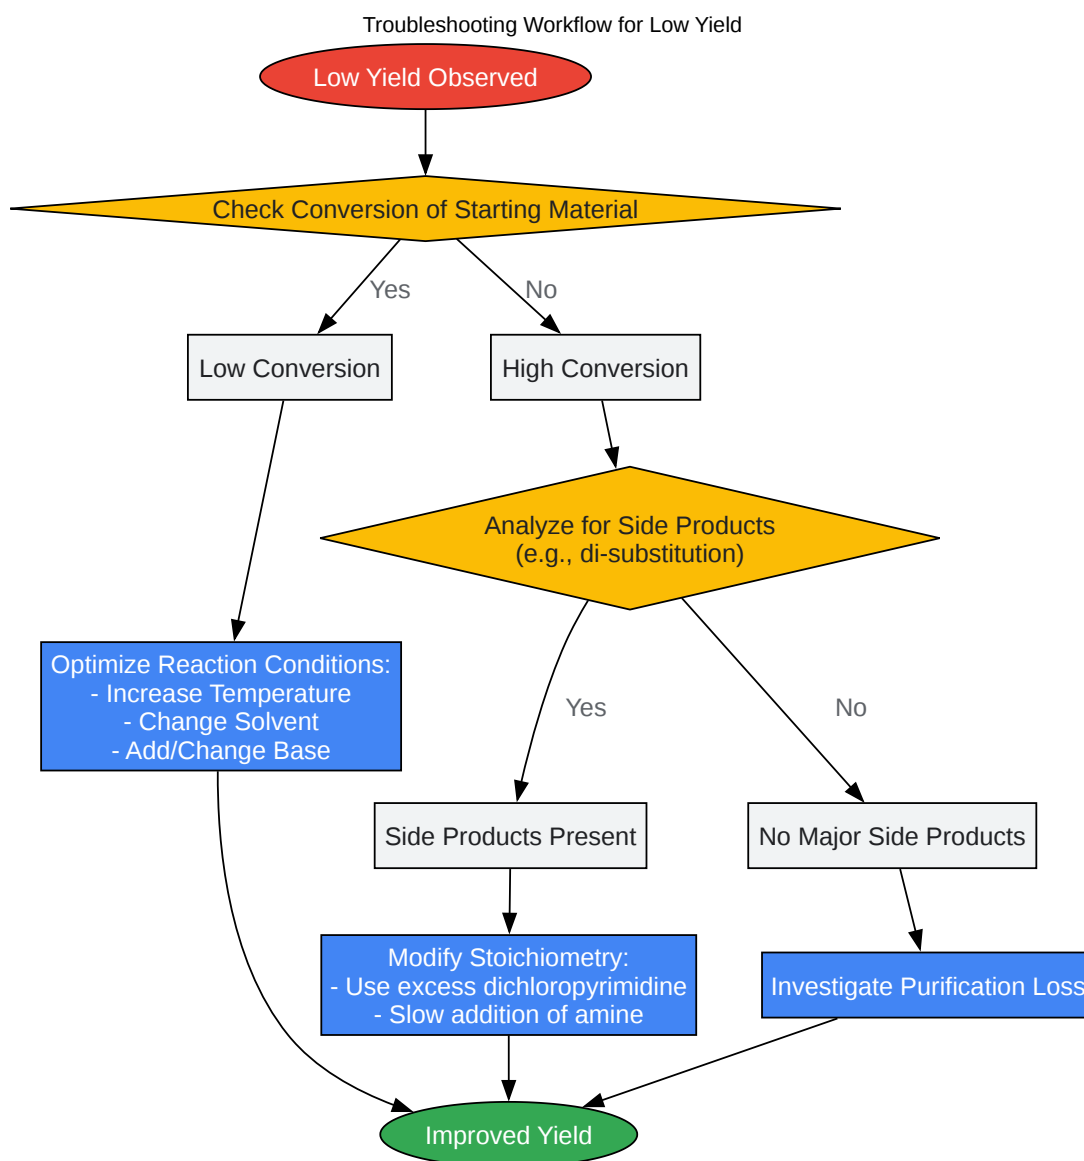 Troubleshooting Workflow for Low Yield
Low Yield Observed
Check Conversion of Starting Material
Yes
No
Low Conversion
High Conversion
Analyze for Side Products
(e.g., di-substitution)
Optimize Reaction Conditions:
- Increase Temperature
- Change Solvent
- Add/Change Base
Yes
No
Side Products Present
No Major Side Products
Modify Stoichiometry:
- Use excess dichloropyrimidine
- Slow addition of amine
Investigate Purification Loss
Improved Yield